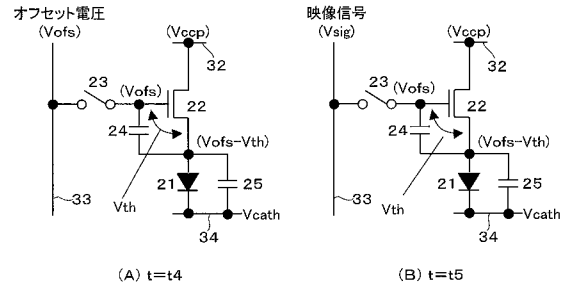 オフセット電圧
(Vofs)
(Vccp)
32
23
(Vofs)
22
24
(Vofs-Vth)
21
25
Vth
33
Vcath
34
(A) t=t4
映像信号
(Vsig)
(Vccp)
32
23
(Vofs)
22
24
(Vofs-Vth)
21
25
Vth
33
Vcath
34
(B) t=t5